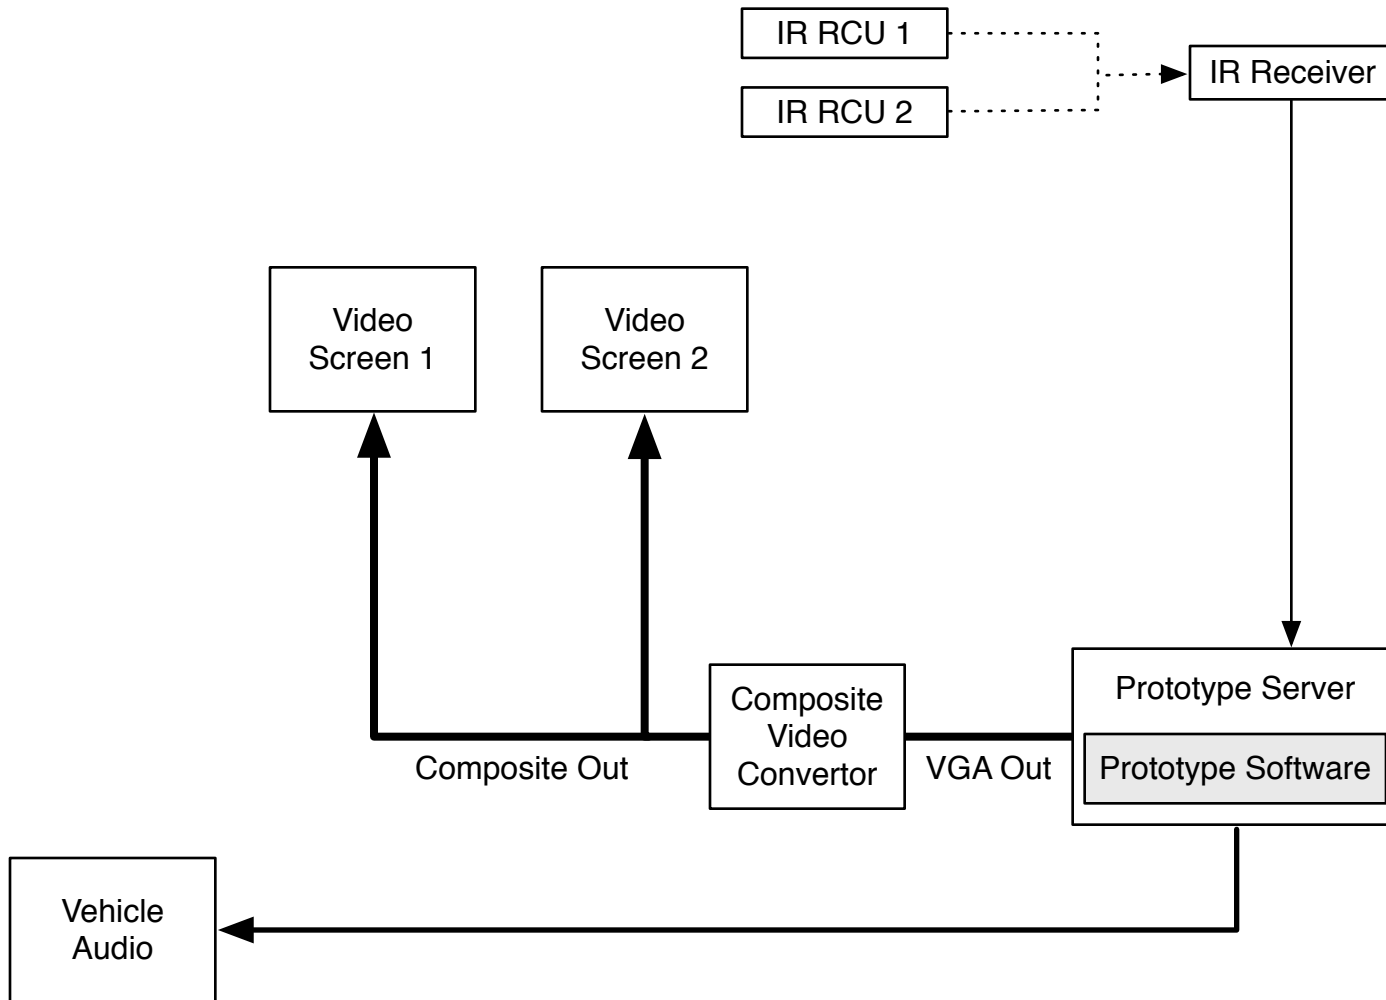 IR RCU 1
IR Receiver
IR RCU 2
Video
Screen 1
Video
Screen 2
Composite
Video
Convertor
Prototype Server
Prototype Software
Composite Out
VGA Out
Vehicle
Audio